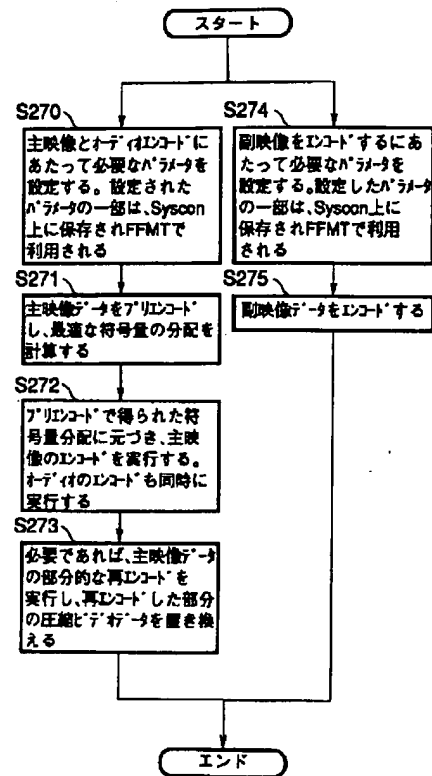 スタート
S270
主映像とオーディオエンコードに
あたって必要なパラメータを
設定する。設定された
パラメータの一部は、Syscon
上に保存されFFMTで
利用される
S271
主映像データをプリエンコード
し、最適な符号量の分配を
計算する
S272
プリエンコードで得られた符
号量分配に元づき、主映
像のエンコードを実行する。
オーディオのエンコードも同時に
実行する
S273
必要であれば、主映像データ
の部分的な再エンコードを
実行し、再エンコードした部分
の圧縮ビデオデータを置き換
える
S274
副映像をエンコードするにあ
たって必要なパラメータを
設定する。設定したパラメータ
の一部は、Syscon上に
保存されFFMTで利用
される
S275
副映像データをエンコードする
エンド